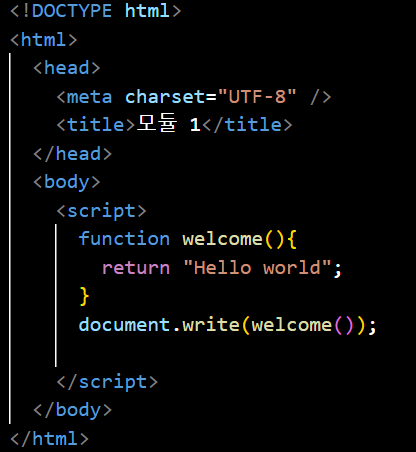 <!DOCTYPE html>
<html>
  <head>
    <meta charset="UTF-8" />
    <title>모듈 1</title>
  </head>
  <body>
    <script>
      function welcome(){
        return "Hello world";
      }
      document.write(welcome());
    </script>
  </body>
</html>